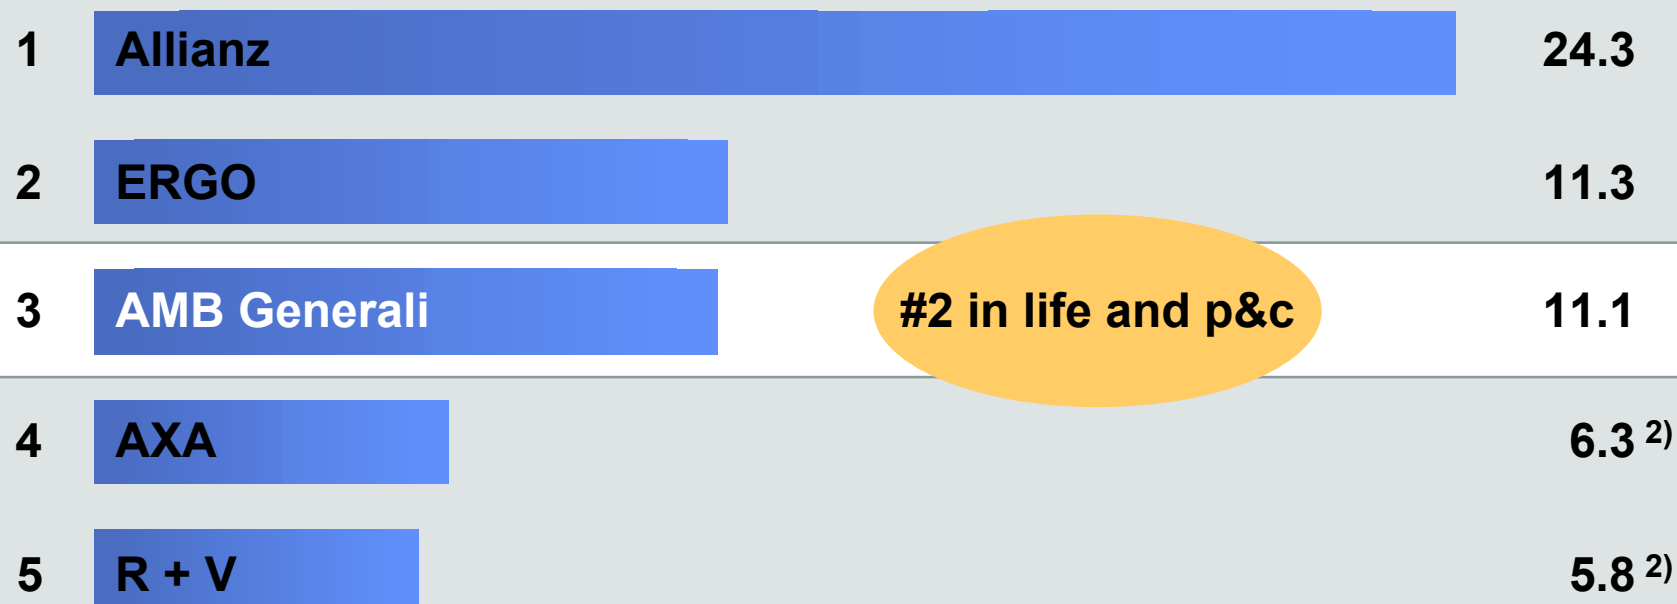 1 Allianz 24.3
2 ERGO 11.3
3 AMB Generali #2 in life and p&c 11.1
4 AXA 6.3 2)
5 R + V 5.8 2)